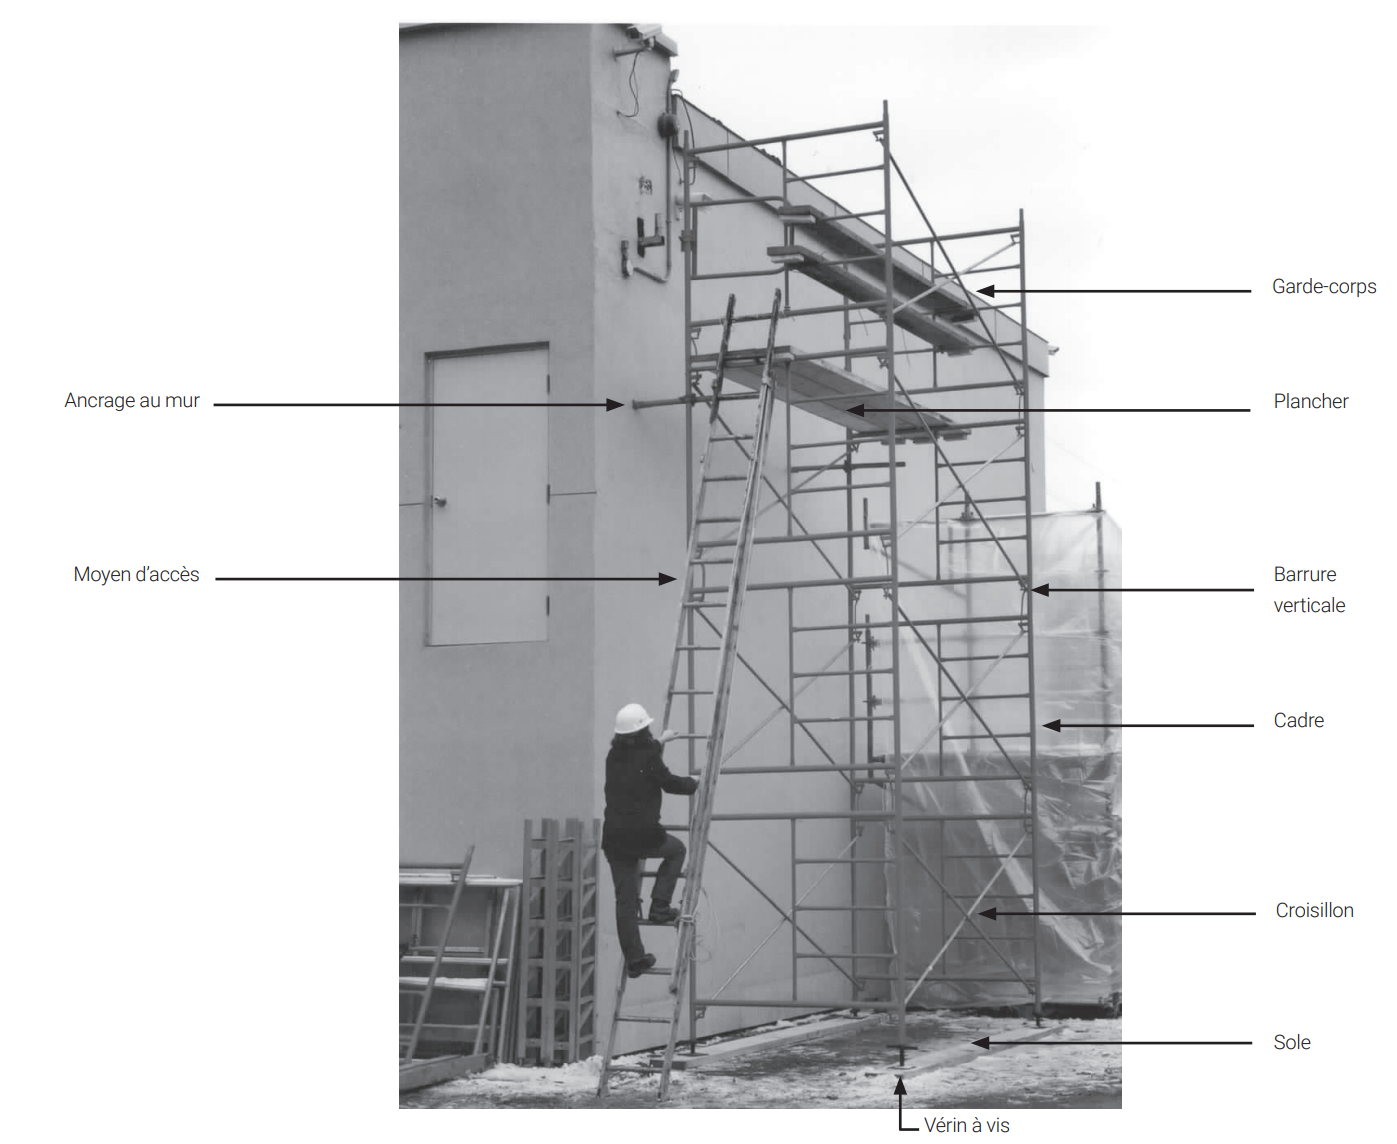 Garde-corps
Ancrage au mur
Plancher
Moyen d'accès
Barrure
verticale
Cadre
Croisillon
Sole
Vérin à vis